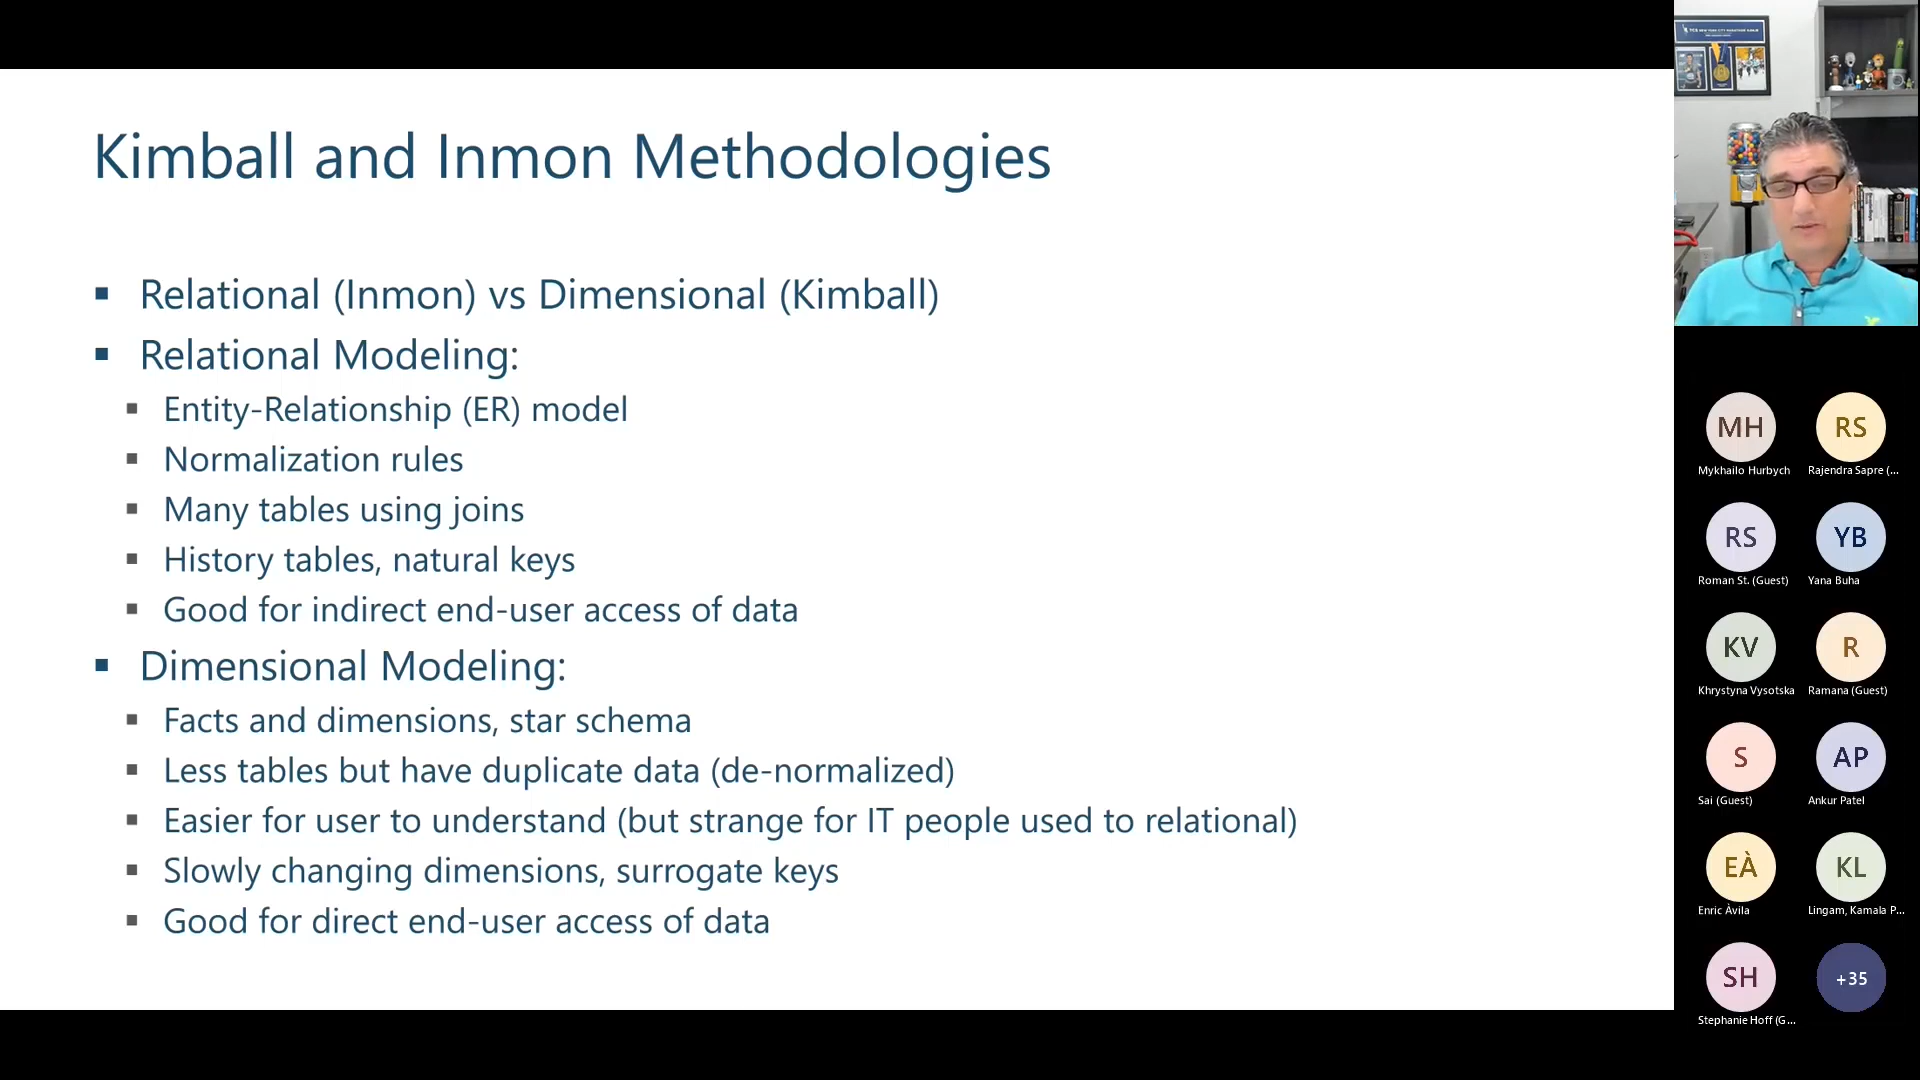 Kimball and Inmon Methodologies
Relational (Inmon) vs Dimensional (Kimball)
Relational Modeling:
Entity-Relationship (ER) model
Normalization rules
Many tables using joins
History tables, natural keys
Good for indirect end-user access of data
Dimensional Modeling:
Facts and dimensions, star schema
Less tables but have duplicate data (de-normalized)
Easier for user to understand (but strange for IT people used to relational)
Slowly changing dimensions, surrogate keys
Good for direct end-user access of data
MH
RS
Mykhailo Hurbych
Rajendra Sapre (...
RS
YB
Roman St. (Guest)
Yana Buha
KV
R
Khrystyna Vysotska
Ramana (Guest)
S
AP
Sai (Guest)
Ankur Patel
EÀ
KL
Enric Àvila
Lingam, Kamala P...
SH
+35
Stephanie Hoff (G...